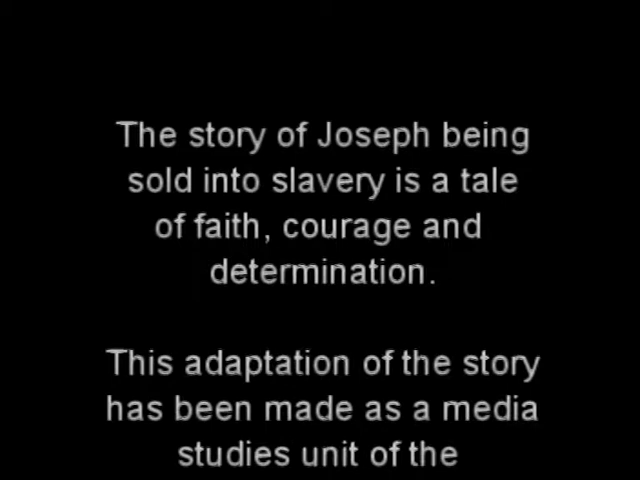 The story of Joseph being
sold into slavery is a tale
of faith, courage and
determination.
This adaptation of the story
has been made as a media
studies unit of the